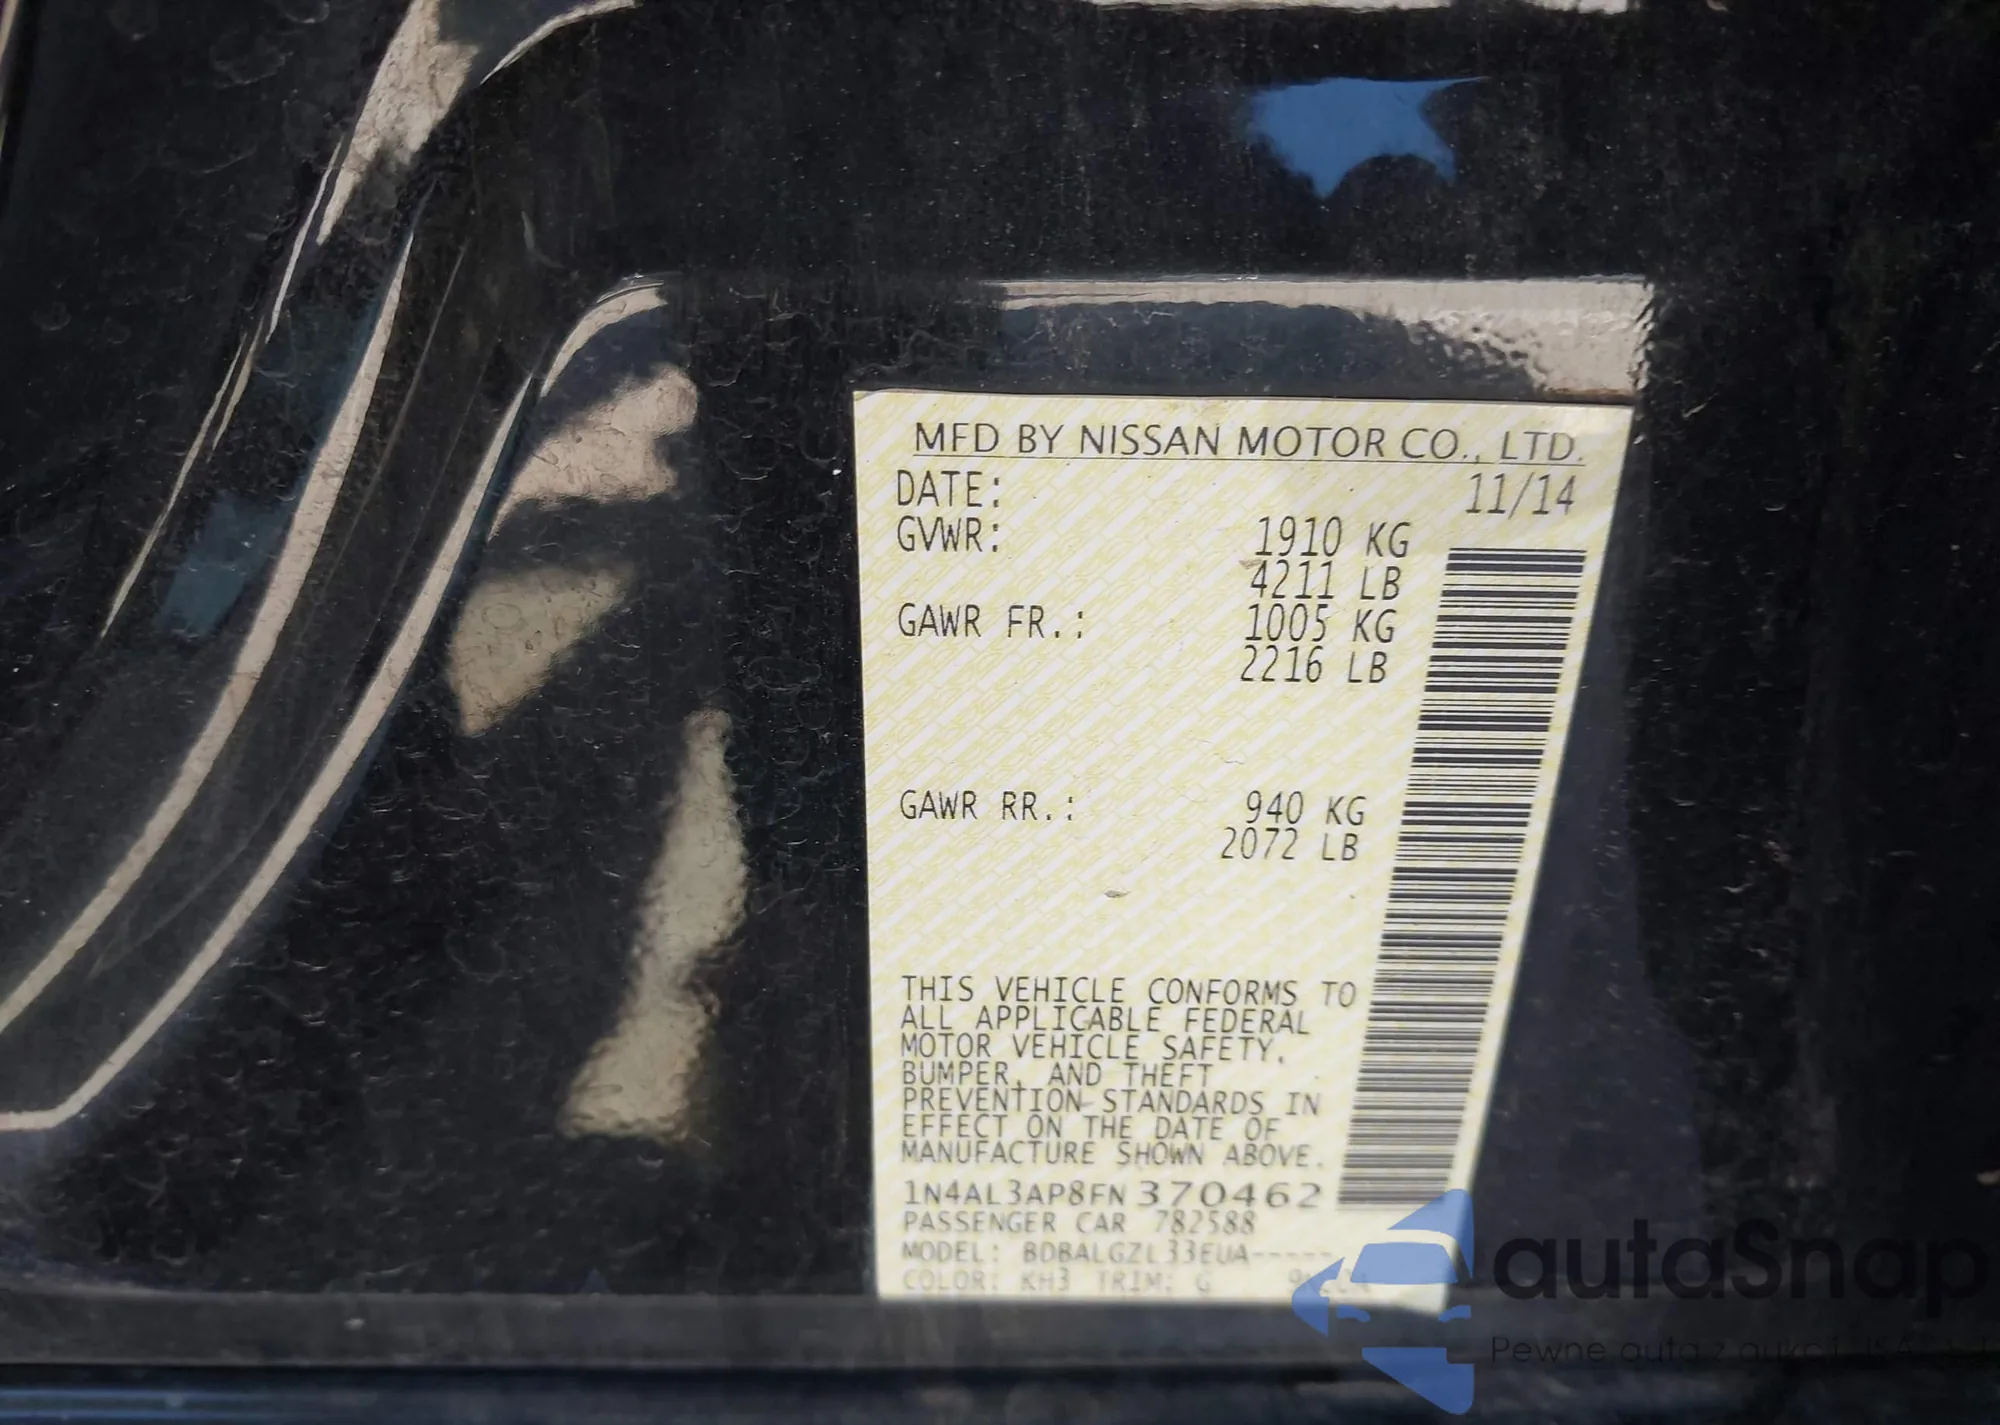 MFD BY NISSAN MOTOR CO., LTD.
DATE: 11/14
GVWR: 1910 KG
4211 LB
GAWR FR.: 1005 KG
2216 LB
GAWR RR.: 940 KG
2072 LB
THIS VEHICLE CONFORMS TO
ALL APPLICABLE FEDERAL
MOTOR VEHICLE SAFETY,
BUMPER, AND THEFT
PREVENTION STANDARDS IN
EFFECT ON THE DATE OF
MANUFACTURE SHOWN ABOVE.
1N4AL3AP8FN370462
PASSENGER CAR 782588
MODEL: BDBALGZL33EUA-----
COLOR: KH3 TRIM: G
autaSnap
Pewne auta z aukcji